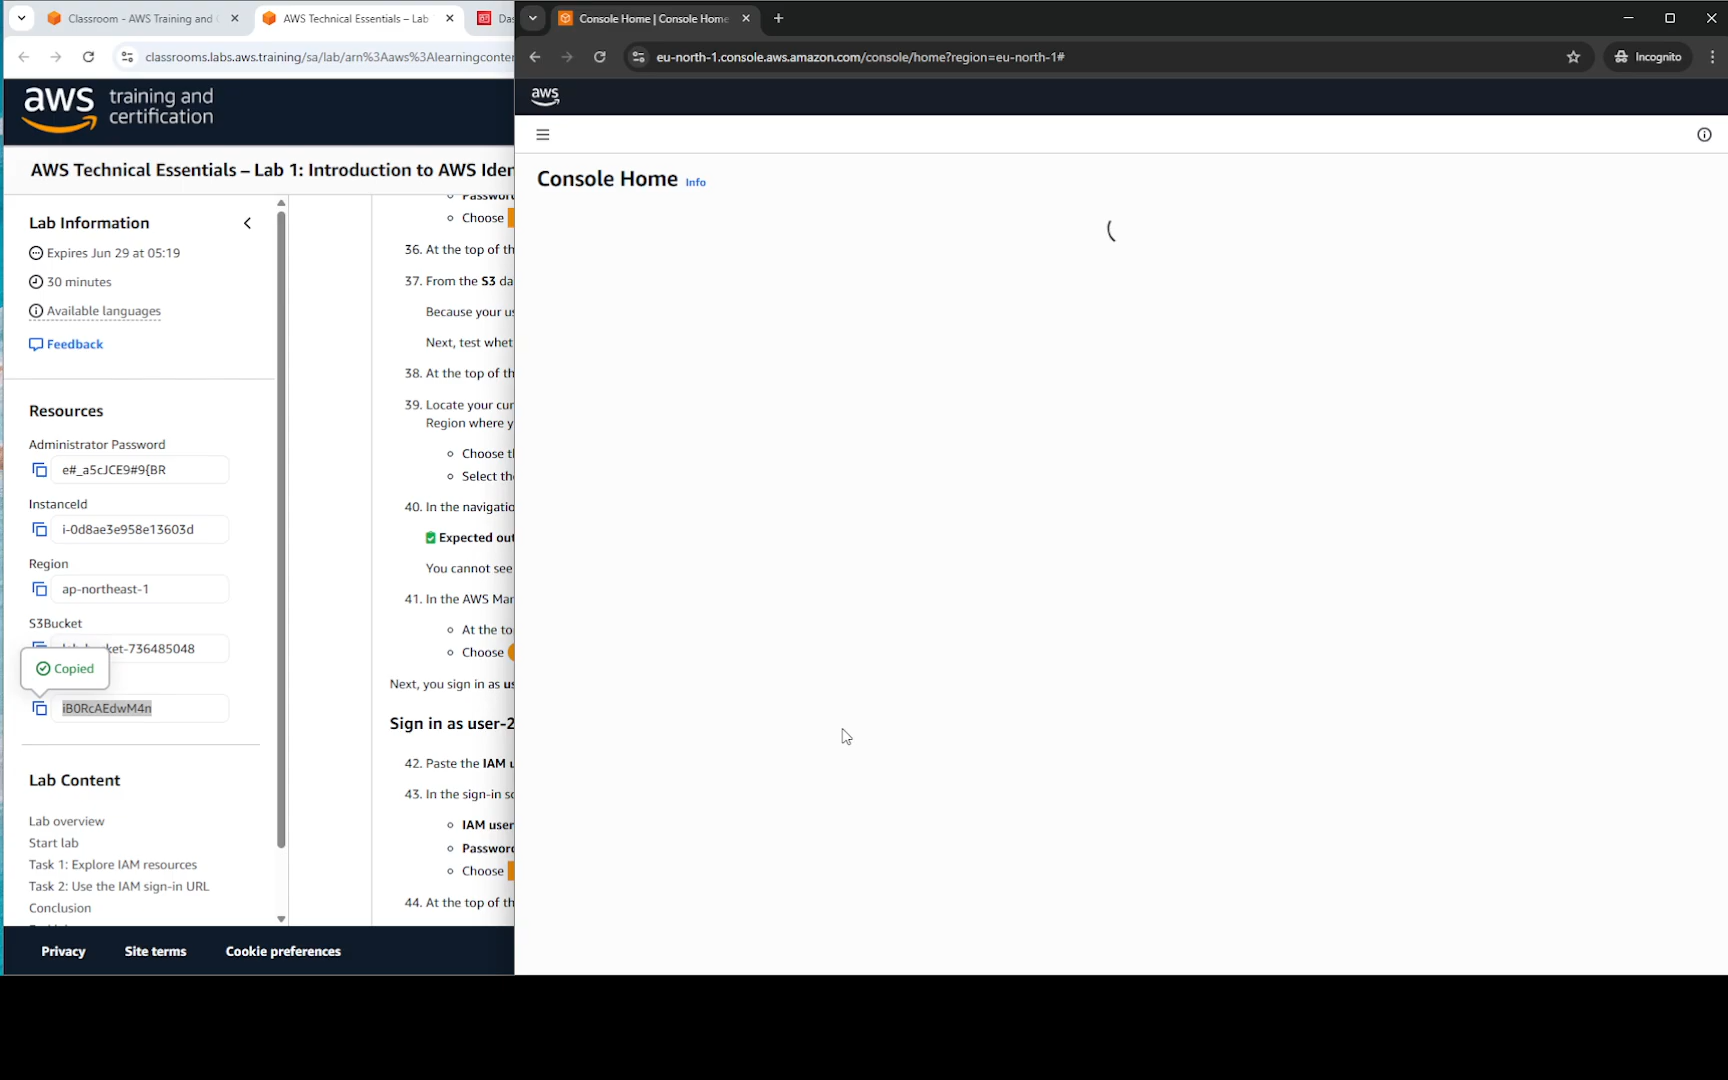 Classroom - AWS Training and
AWS Technical Essentials – Lab
Das
Console Home | Console Home
classrooms.labs.aws.training/sa/lab/arn%3Aaws%3Alearningconten
eu-north-1.console.aws.amazon.com/console/home?region=eu-north-1#
Incognito
aws training and certification
aws
AWS Technical Essentials – Lab 1: Introduction to AWS Iden
Console Home Info
Lab Information
Expires Jun 29 at 05:19
30 minutes
Available languages
Feedback
Resources
Administrator Password
e#_a5cJCE9#9{BR
InstanceId
i-0d8ae3e958e13603d
Region
ap-northeast-1
S3Bucket
ket-736485048
Copied
iB0RcAEdwM4n
Lab Content
Lab overview
Start lab
Task 1: Explore IAM resources
Task 2: Use the IAM sign-in URL
Conclusion
Password
Choose
36. At the top of th
37. From the S3 da
Because your us
Next, test whet
38. At the top of th
39. Locate your cur
Region where y
Choose th
Select the
40. In the navigatio
Expected out
You cannot see
41. In the AWS Man
At the to
Choose
Next, you sign in as us
Sign in as user-2
42. Paste the IAM u
43. In the sign-in sc
IAM user
Password
Choose
44. At the top of th
Privacy
Site terms
Cookie preferences